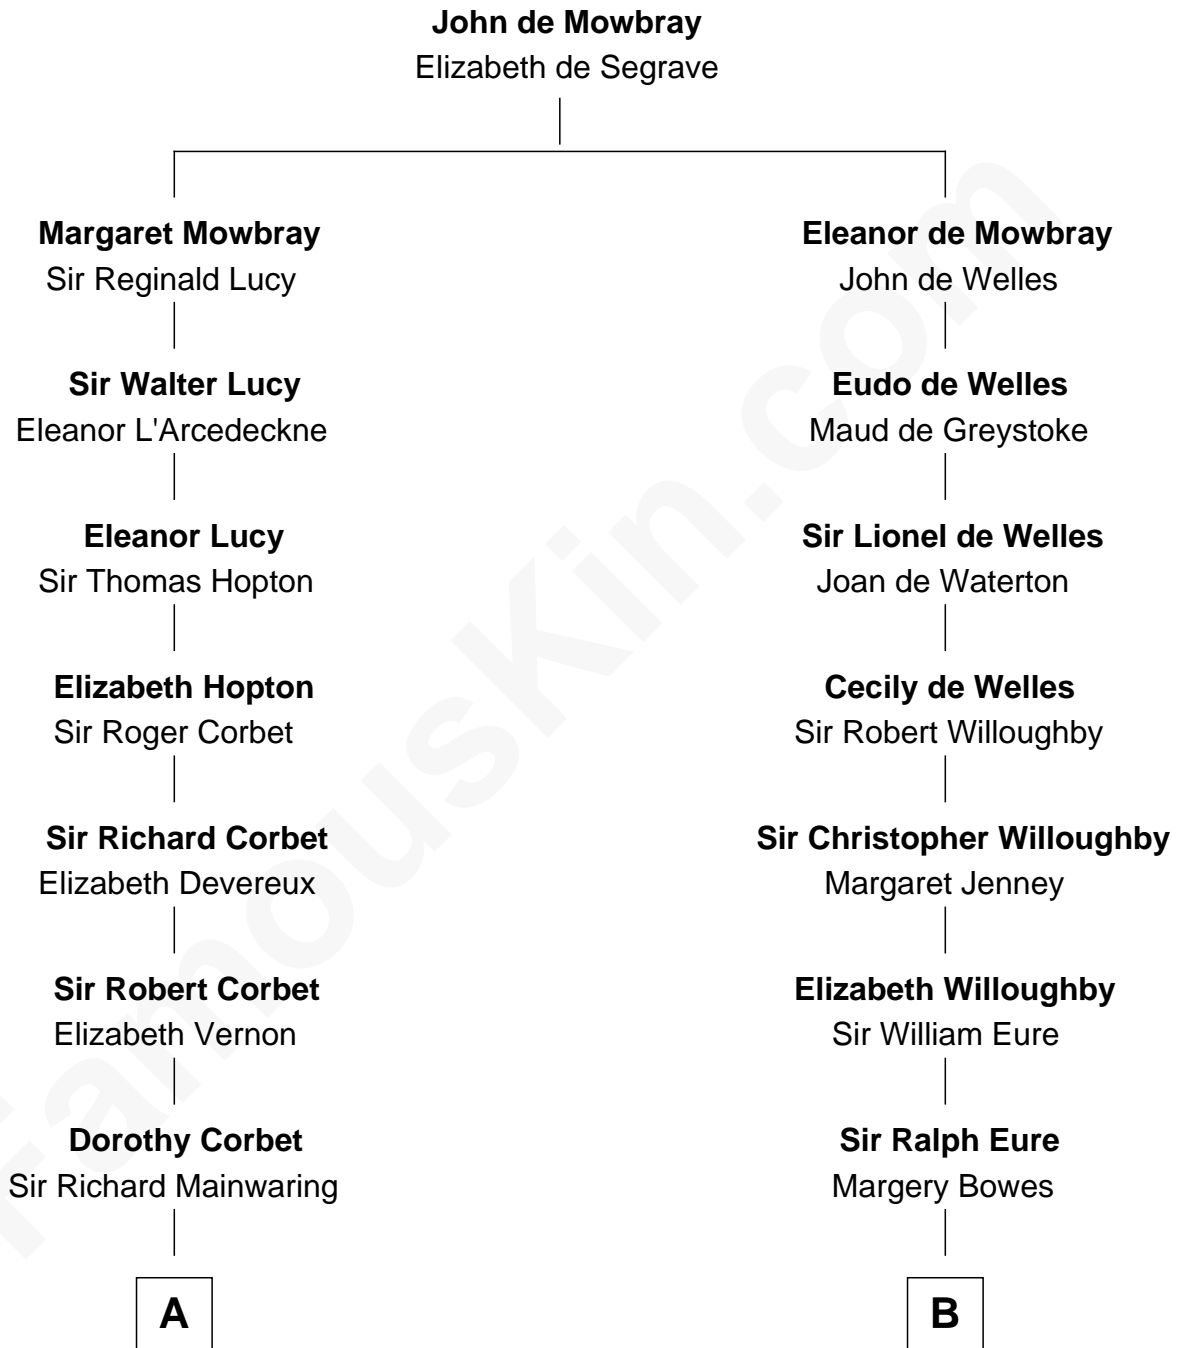 John de Mowbray
Elizabeth de Segrave
Margaret Mowbray
Sir Reginald Lucy
Eleanor de Mowbray
John de Welles
Sir Walter Lucy
Eleanor L'Arcedeckne
Eudo de Welles
Maud de Greystoke
Eleanor Lucy
Sir Thomas Hopton
Sir Lionel de Welles
Joan de Waterton
Elizabeth Hopton
Sir Roger Corbet
Cecily de Welles
Sir Robert Willoughby
Sir Richard Corbet
Elizabeth Devereux
Sir Christopher Willoughby
Margaret Jenney
Sir Robert Corbet
Elizabeth Vernon
Elizabeth Willoughby
Sir William Eure
Dorothy Corbet
Sir Richard Mainwaring
Sir Ralph Eure
Margery Bowes
A
B
FamousKin.com